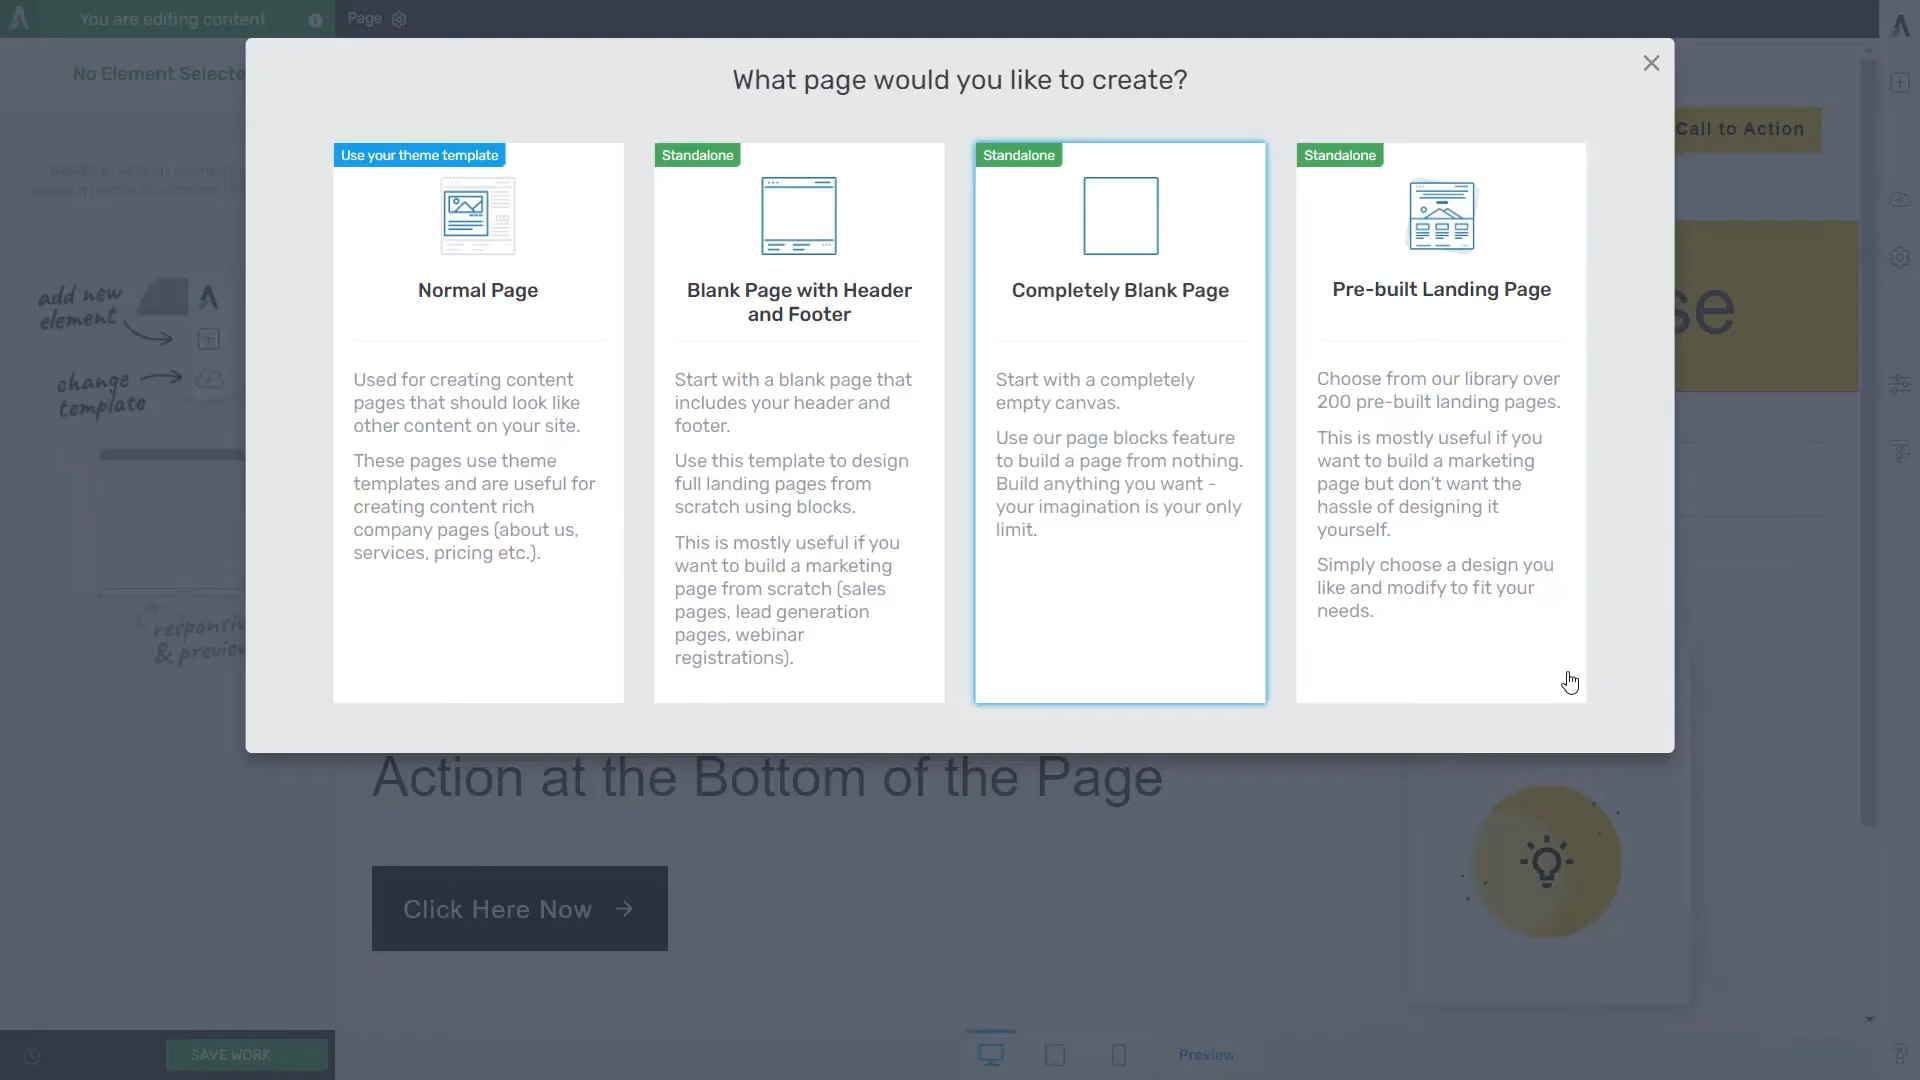 You are editing content
Page
No Element Selecte
What page would you like to create?
Call to Action
Use your theme template
Normal Page
Used for creating content
pages that should look like
other content on your site.
These pages use theme
templates and are useful for
creating content rich
company pages (about us,
services, pricing etc.).
Standalone
Blank Page with Header
and Footer
Start with a blank page that
includes your header and
footer.
Use this template to design
full landing pages from
scratch using blocks.
This is mostly useful if you
want to build a marketing
page from scratch (sales
pages, lead generation
pages, webinar
registrations).
Standalone
Completely Blank Page
Start with a completely
empty canvas.
Use our page blocks feature
to build a page from nothing.
Build anything you want -
your imagination is your only
limit.
Standalone
Pre-built Landing Page
Choose from our library over
200 pre-built landing pages.
This is mostly useful if you
want to build a marketing
page but don't want the
hassle of designing it
yourself.
Simply choose a design you
like and modify to fit your
needs.
add new
element
change
template
responsiv
& preview
se
Action at the Bottom of the Page
Click Here Now
SAVE WORK
Preview